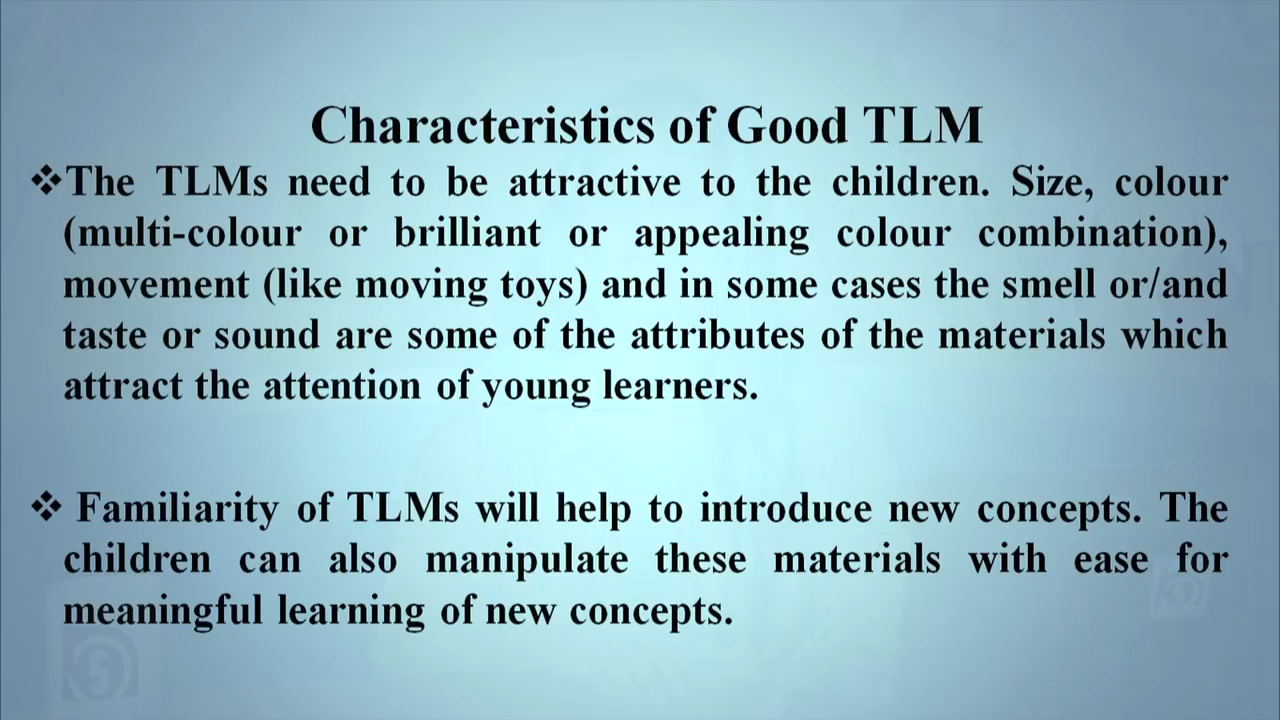 Characteristics of Good TLM
❖The TLMs need to be attractive to the children. Size, colour
(multi-colour or brilliant or appealing colour combination),
movement (like moving toys) and in some cases the smell or/and
taste or sound are some of the attributes of the materials which
attract the attention of young learners.
❖ Familiarity of TLMs will help to introduce new concepts. The
children can also manipulate these materials with ease for
meaningful learning of new concepts.